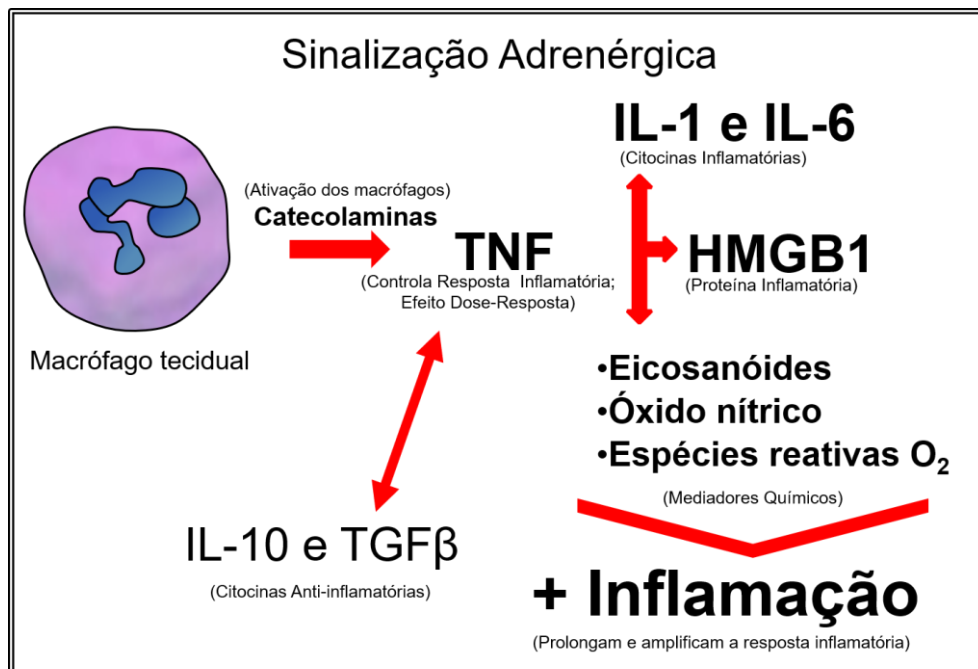 Sinalização Adrenérgica
IL-1 e IL-6
(Citocinas Inflamatórias)
(Ativação dos macrófagos)
Catecolaminas
TNF
(Controla Resposta Inflamatória;
Efeito Dose-Resposta)
HMGB1
(Proteína Inflamatória)
Macrófago tecidual
•Eicosanóides
•Óxido nítrico
•Espécies reativas O₂
(Mediadores Químicos)
IL-10 e TGFβ
(Citocinas Anti-inflamatórias)
+ Inflamação
(Prolongam e amplificam a resposta inflamatória)